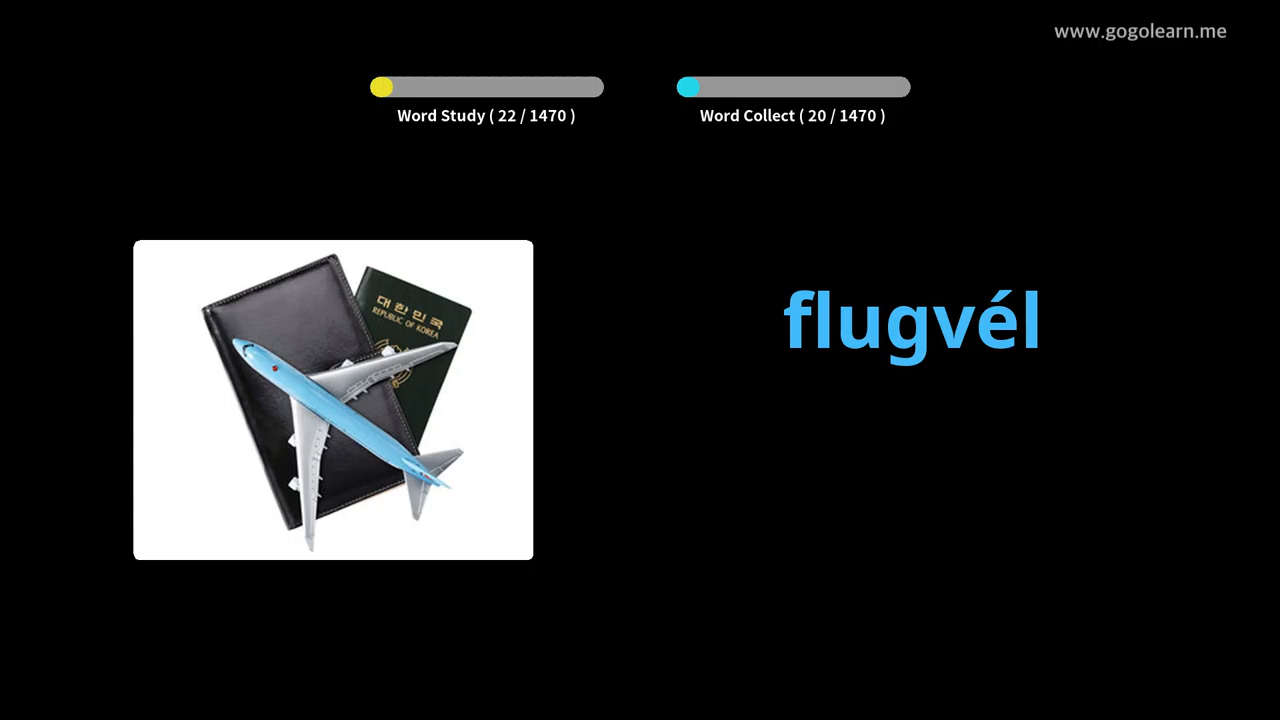 www.gogolearn.me
Word Study ( 22 / 1470 )
Word Collect ( 20 / 1470 )
대한민국
REPUBLIC OF KOREA
flugvél